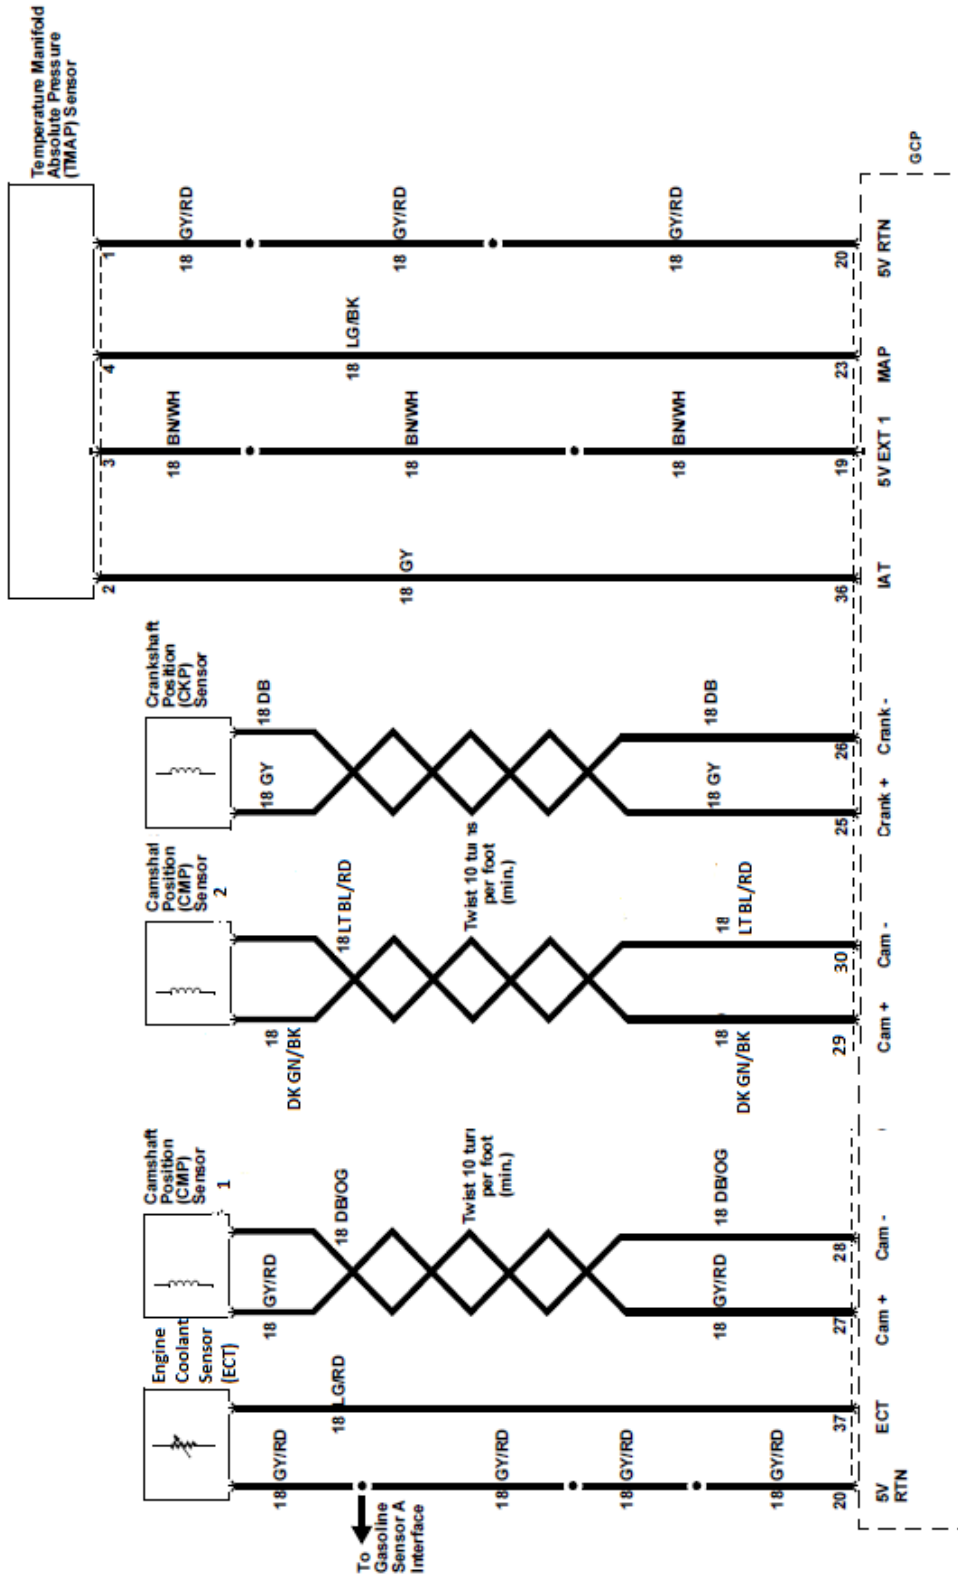 Temperature Manifold
Absolute Pressure
(TMAP) Sensor
1
18 GY/RD
18 GY/RD
18 GY/RD
20
5V RTN
GCP
4
18 LG/BK
23
MAP
3
18 BN/WH
18 BN/WH
18 BN/WH
19
5V EXT 1
2
18 GY
36
IAT
Crankshaft
Position
(CKP)
Sensor
18 DB
18 DB
26
Crank -
18 GY
18 GY
25
Crank +
Camshaf
Position
(CMP)
Sensor
2
18 LT BL/RD
Twist 10 turns
per foot
(min.)
18 LT BL/RD
30
Cam -
18
DK GN/BK
18
DK GN/BK
29
Cam +
Camshaft
Position
(CMP)
Sensor
1
18 DB/OG
Twist 10 turn
per foot
(min.)
18 DB/OG
28
Cam -
18 GY/RD
18 GY/RD
27
Cam +
Engine
Coolant
Sensor
(ECT)
18 LG/RD
37
ECT
18 GY/RD
18 GY/RD
18 GY/RD
18 GY/RD
20
5V
RTN
To
Gasoline
Sensor A
Interface